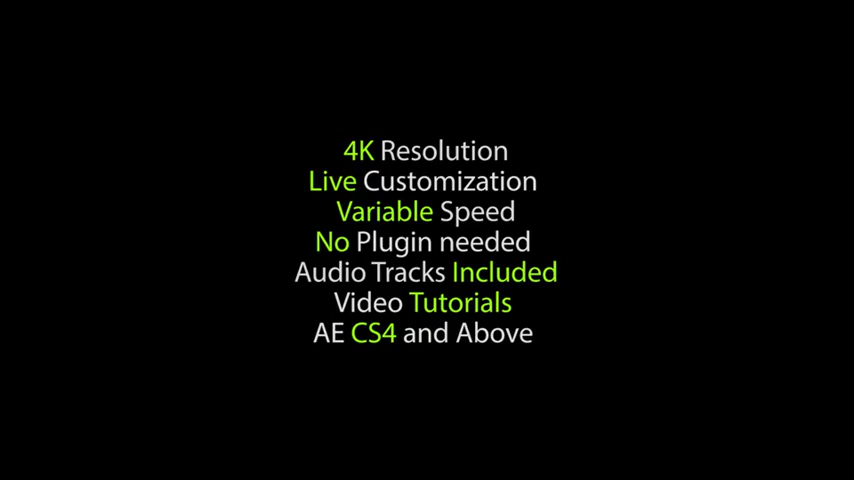 4K Resolution
Live Customization
Variable Speed
No Plugin needed
Audio Tracks Included
Video Tutorials
AE CS4 and Above